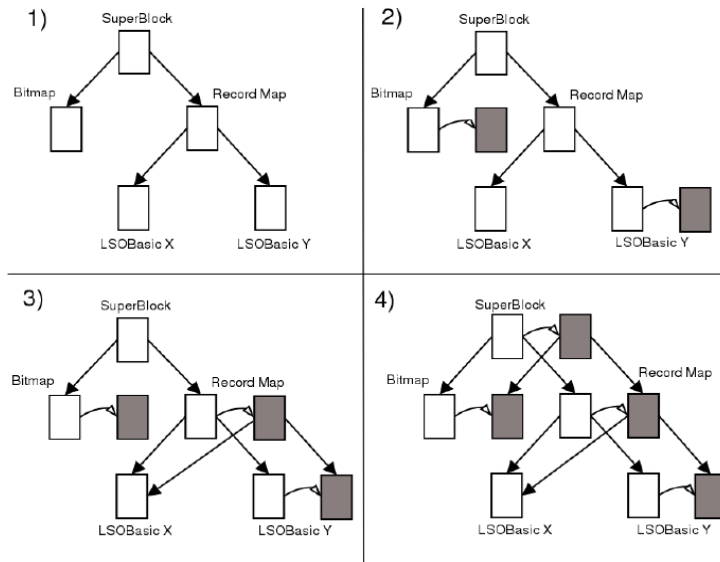 1)
SuperBlock
Bitmap
Record Map
LSOBasic X
LSOBasic Y
2)
SuperBlock
Bitmap
Record Map
LSOBasic X
LSOBasic Y
3)
SuperBlock
Bitmap
Record Map
LSOBasic X
LSOBasic Y
4)
SuperBlock
Bitmap
Record Map
LSOBasic X
LSOBasic Y